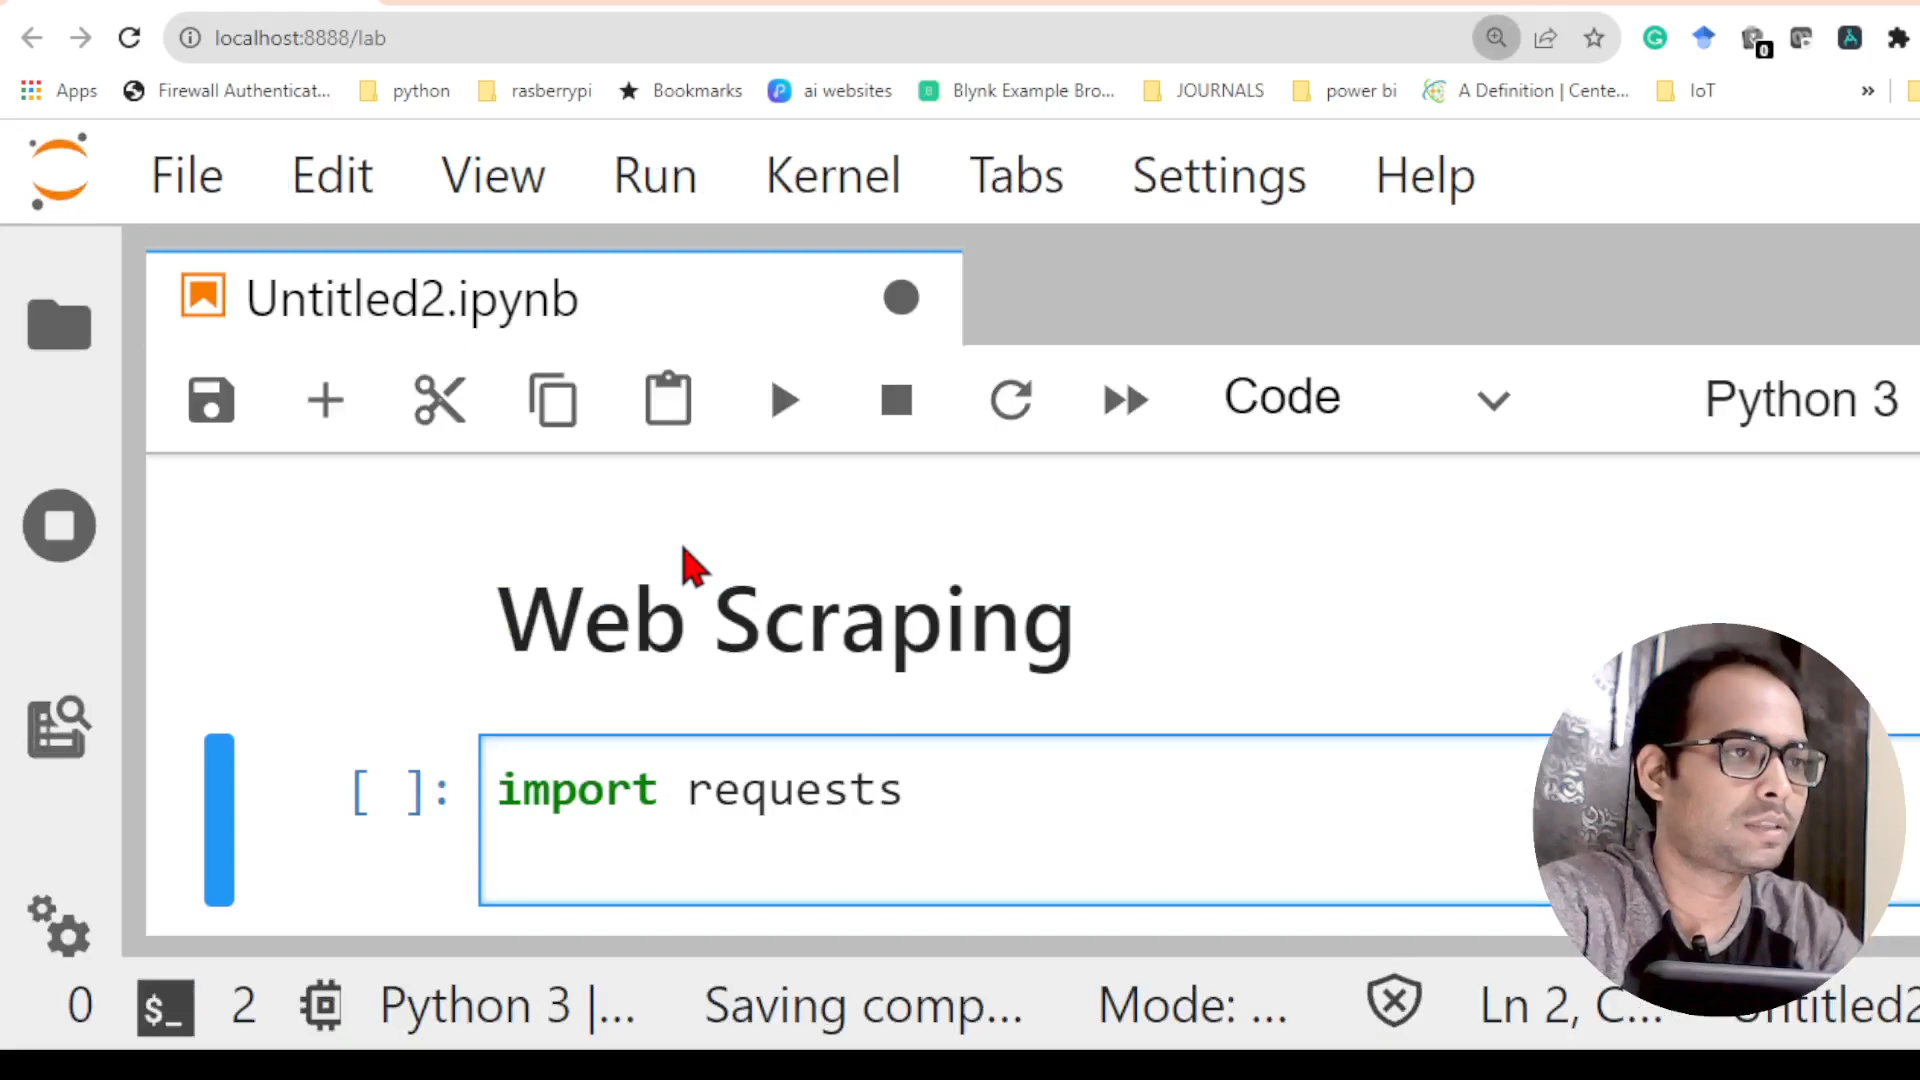 localhost:8888/lab
0
Apps Firewall Authenticat... python rasberrypi Bookmarks ai websites Blynk Example Bro... JOURNALS power bi A Definition | Cente... IoT »
File Edit View Run Kernel Tabs Settings Help
Untitled2.ipynb
Code Python 3
Web Scraping
[ ]: import requests
0 $_ 2 Python 3 |... Saving comp... Mode: ... Ln 2, C... Untitled2